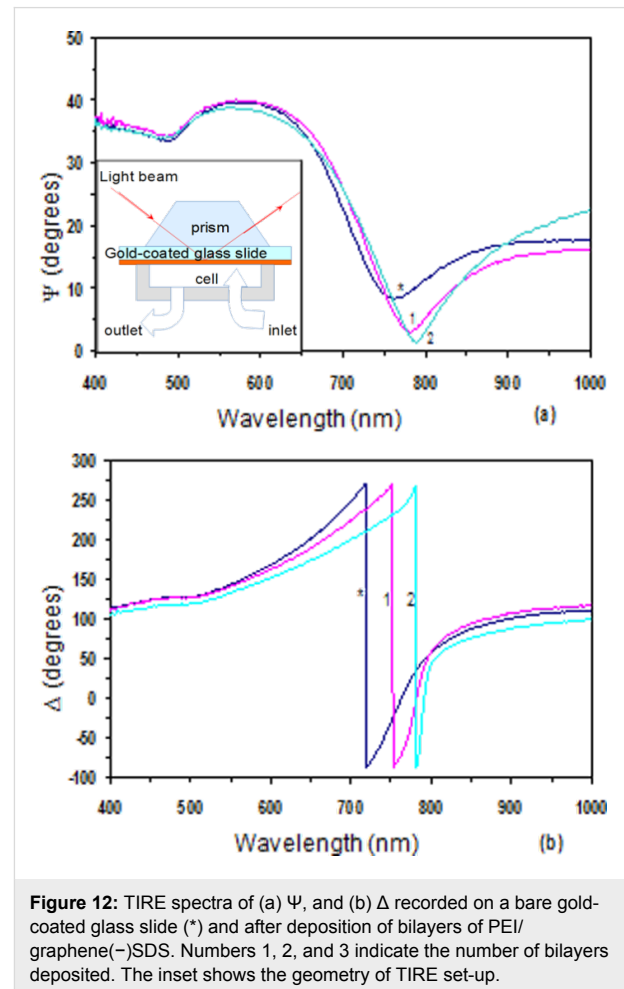 50
40
30
20
10
0
Ψ (degrees)
Light beam
prism
Gold-coated glass slide
cell
outlet
inlet
*
1
2
400 500 600 700 800 900 1000
Wavelength (nm)
(a)
300
250
200
150
100
50
0
-50
-100
Δ (degrees)
* 1 2
400 500 600 700 800 900 1000
Wavelength (nm)
(b)
Figure 12: TIRE spectra of (a) Ψ, and (b) Δ recorded on a bare gold-
coated glass slide (*) and after deposition of bilayers of PEI/
graphene(−)SDS. Numbers 1, 2, and 3 indicate the number of bilayers
deposited. The inset shows the geometry of TIRE set-up.